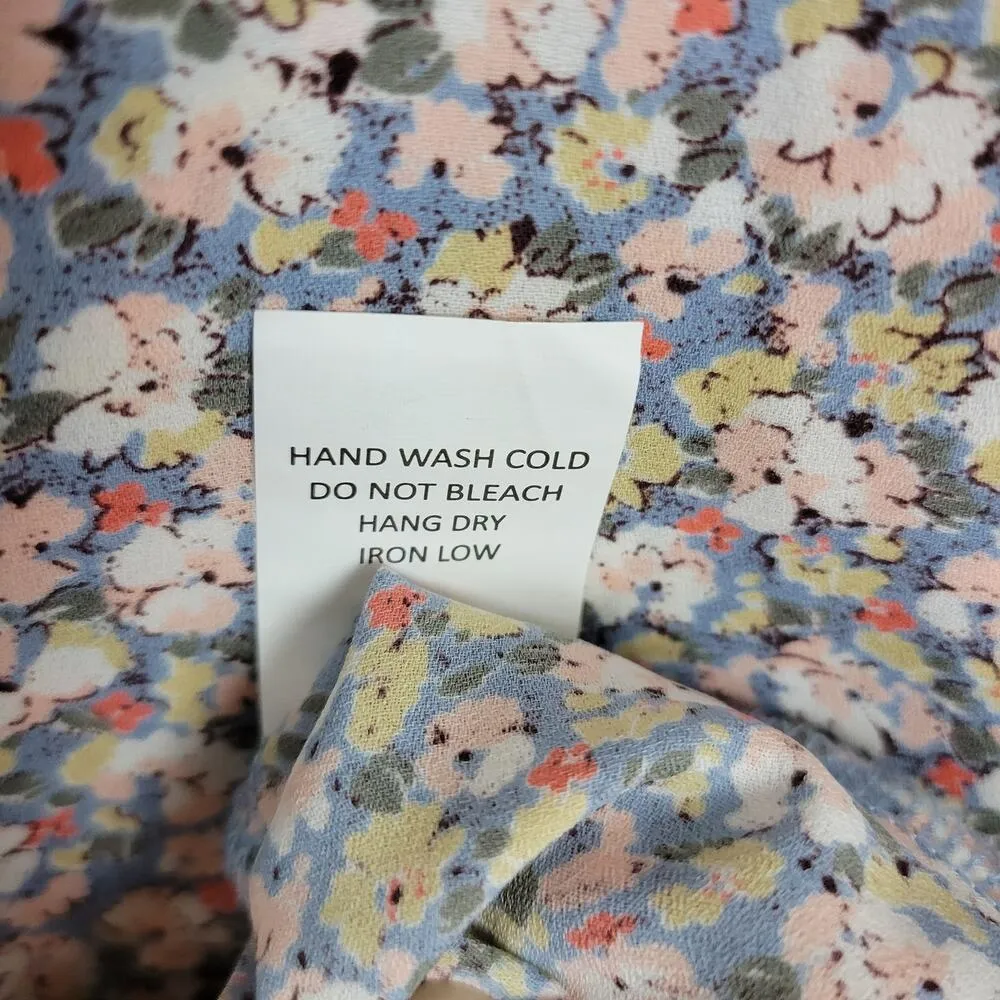 HAND WASH COLD
DO NOT BLEACH
HANG DRY
IRON LOW